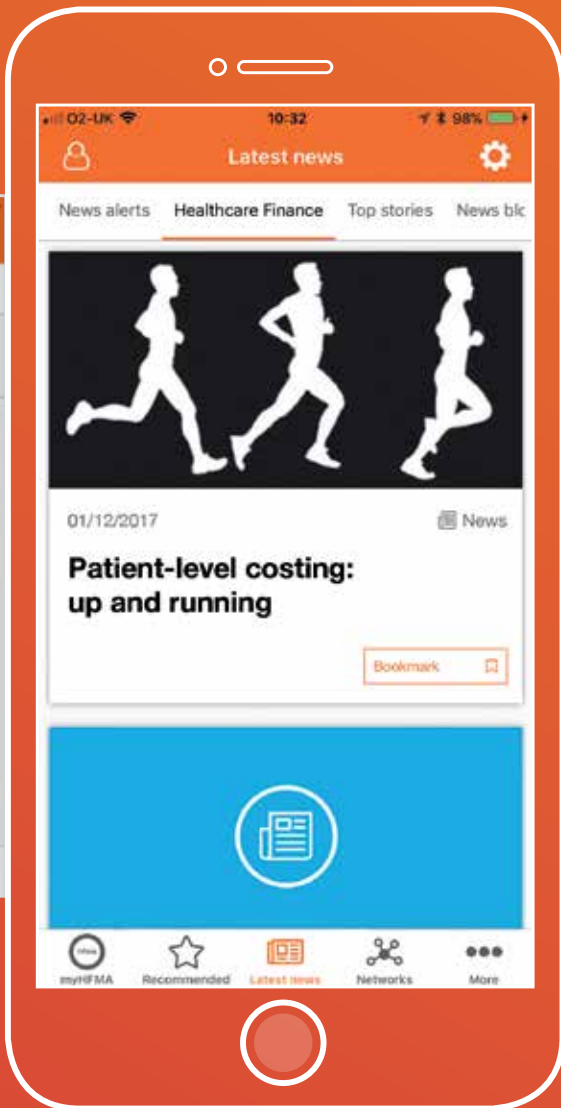 O2-UK 10:32 98%
Latest news
News alerts Healthcare Finance Top stories News blc
01/12/2017 News
Patient-level costing:
up and running
Bookmark
myHFMA Recommended Latest news Networks More